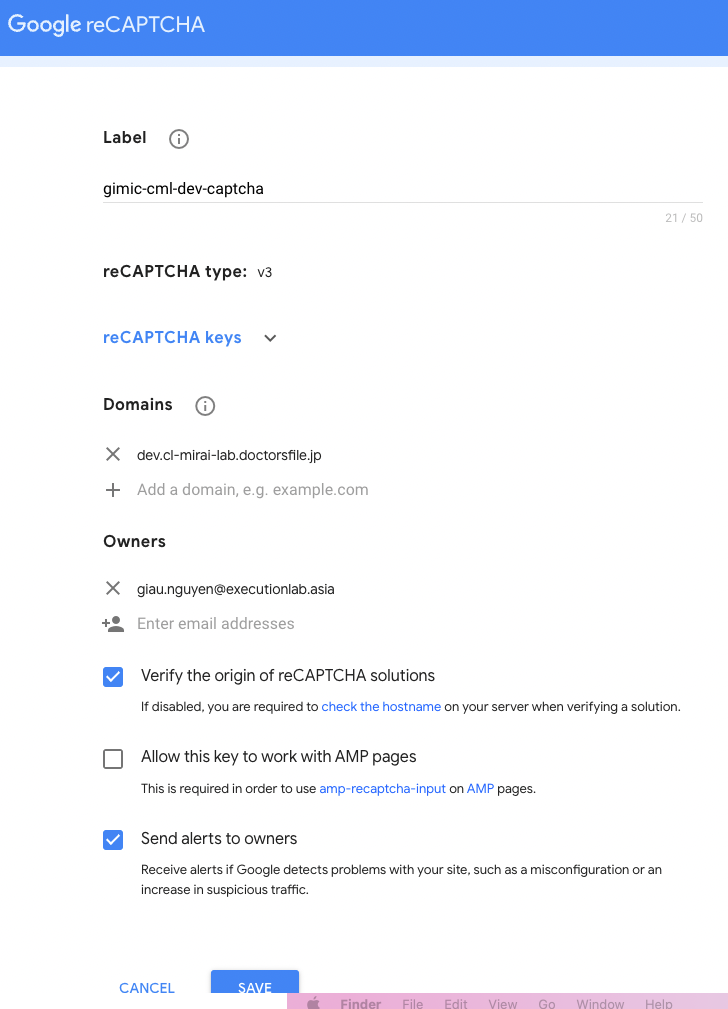 Google reCAPTCHA
Label
gimic-cml-dev-captcha
21 / 50
reCAPTCHA type: v3
reCAPTCHA keys
Domains
dev.cl-mirai-lab.doctorsfile.jp
Add a domain, e.g. example.com
Owners
giau.nguyen@executionlab.asia
Enter email addresses
Verify the origin of reCAPTCHA solutions
If disabled, you are required to check the hostname on your server when verifying a solution.
Allow this key to work with AMP pages
This is required in order to use amp-recaptcha-input on AMP pages.
Send alerts to owners
Receive alerts if Google detects problems with your site, such as a misconfiguration or an
increase in suspicious traffic.
CANCEL SAVE
Finder File Edit View Go Window Help